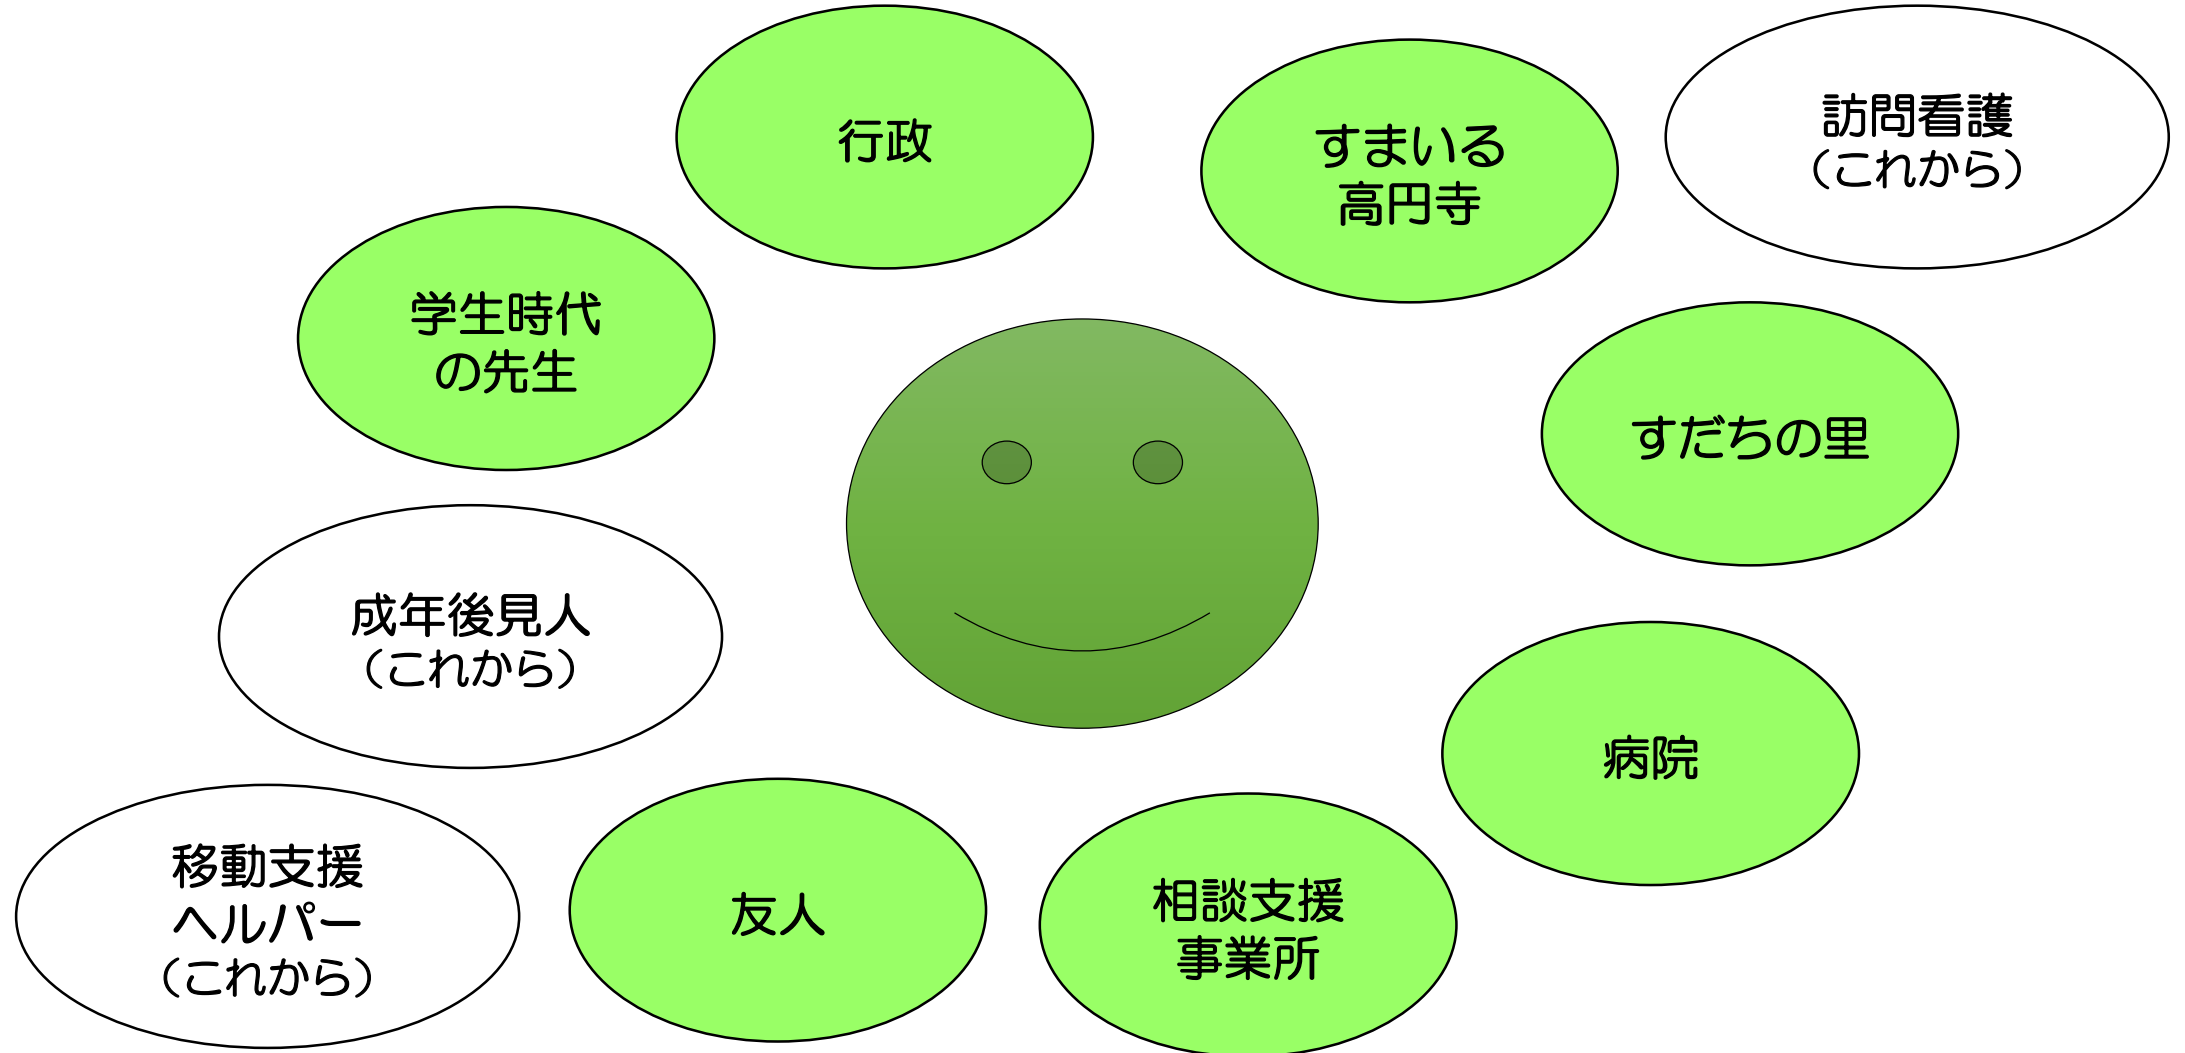 行政
すまいる
高円寺
訪問看護
（これから）
学生時代
の先生
すだちの里
成年後見人
（これから）
病院
移動支援
ヘルパー
（これから）
友人
相談支援
事業所